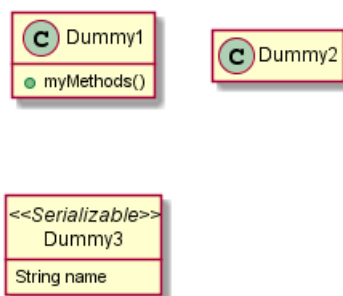 C Dummy1
myMethods()
C Dummy2
<<Serializable>>
Dummy3
String name